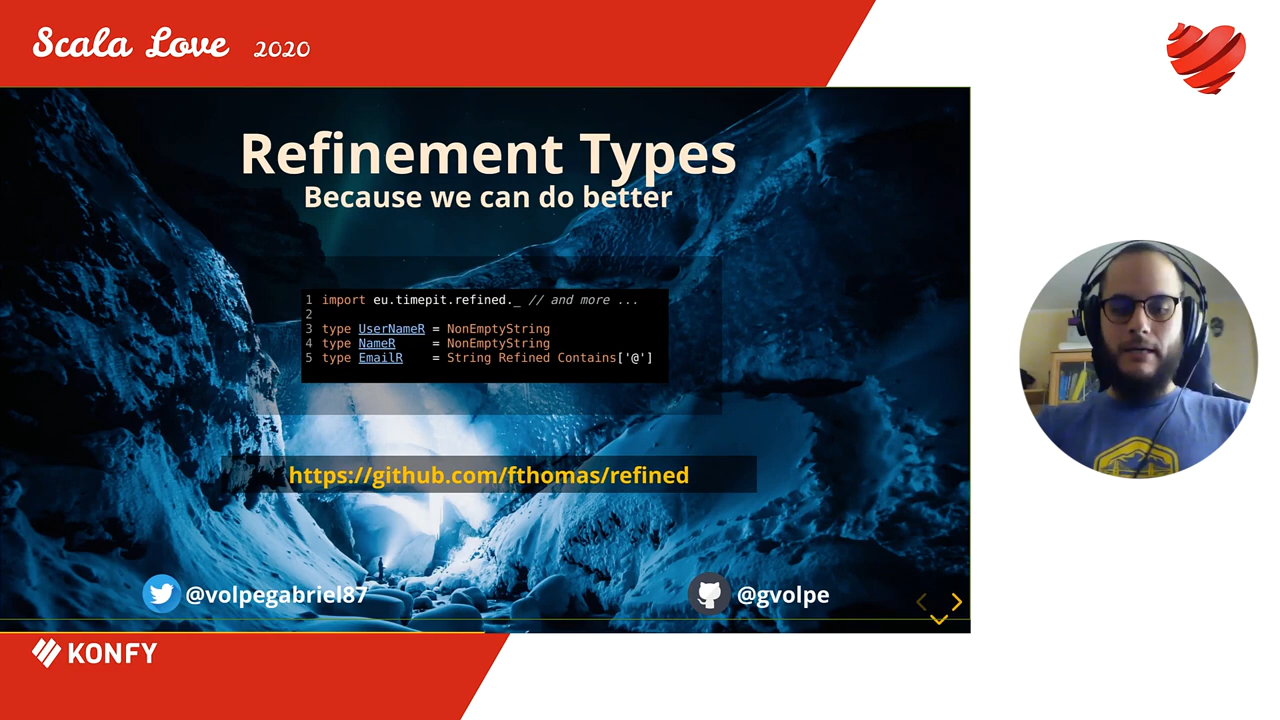 Scala Love 2020
Refinement Types
Because we can do better
1 import eu.timepit.refined._ // and more ...
2
3 type UserNameR = NonEmptyString
4 type NameR = NonEmptyString
5 type EmailR = String Refined Contains['@']
https://github.com/fthomas/refined
@volpegabriel87
@gvolpe
KONFY